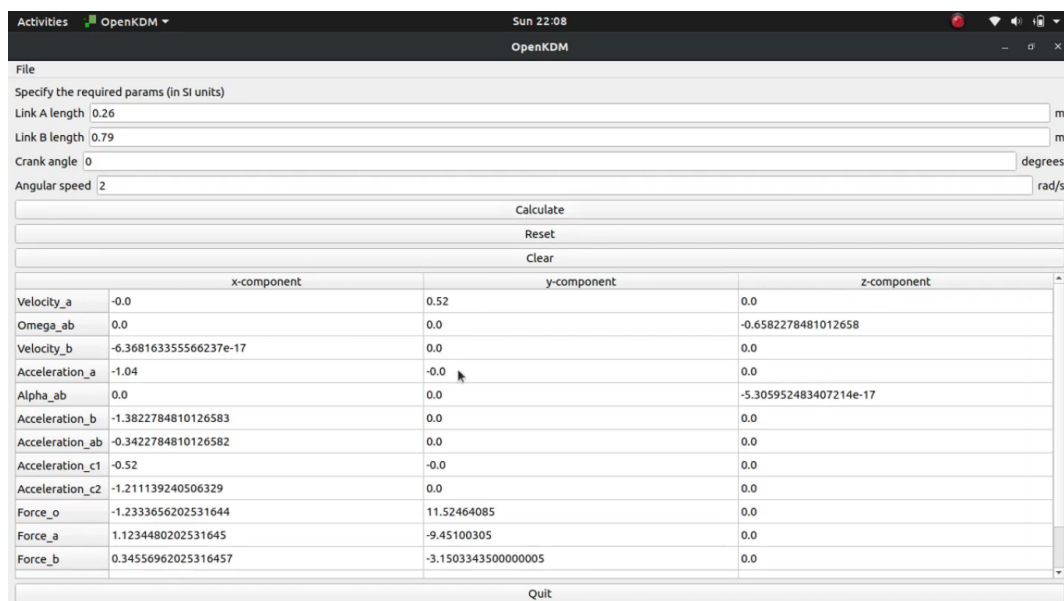 Activities OpenKDM Sun 22:08
OpenKDM
File
Specify the required params (in SI units)
Link A length 0.26 m
Link B length 0.79 m
Crank angle 0 degrees
Angular speed 2 rad/s
Calculate
Reset
Clear
x-component y-component z-component
Velocity_a -0.0 0.52 0.0
Omega_ab 0.0 0.0 -0.6582278481012658
Velocity_b -6.368163355566237e-17 0.0 0.0
Acceleration_a -1.04 -0.0 0.0
Alpha_ab 0.0 0.0 -5.305952483407214e-17
Acceleration_b -1.3822784810126583 0.0 0.0
Acceleration_ab -0.3422784810126582 0.0 0.0
Acceleration_c1 -0.52 -0.0 0.0
Acceleration_c2 -1.211139240506329 0.0 0.0
Force_o -1.2333656202531644 11.52464085 0.0
Force_a 1.1234480202531645 -9.45100305 0.0
Force_b 0.34556962025316457 -3.1503343500000005 0.0
Quit